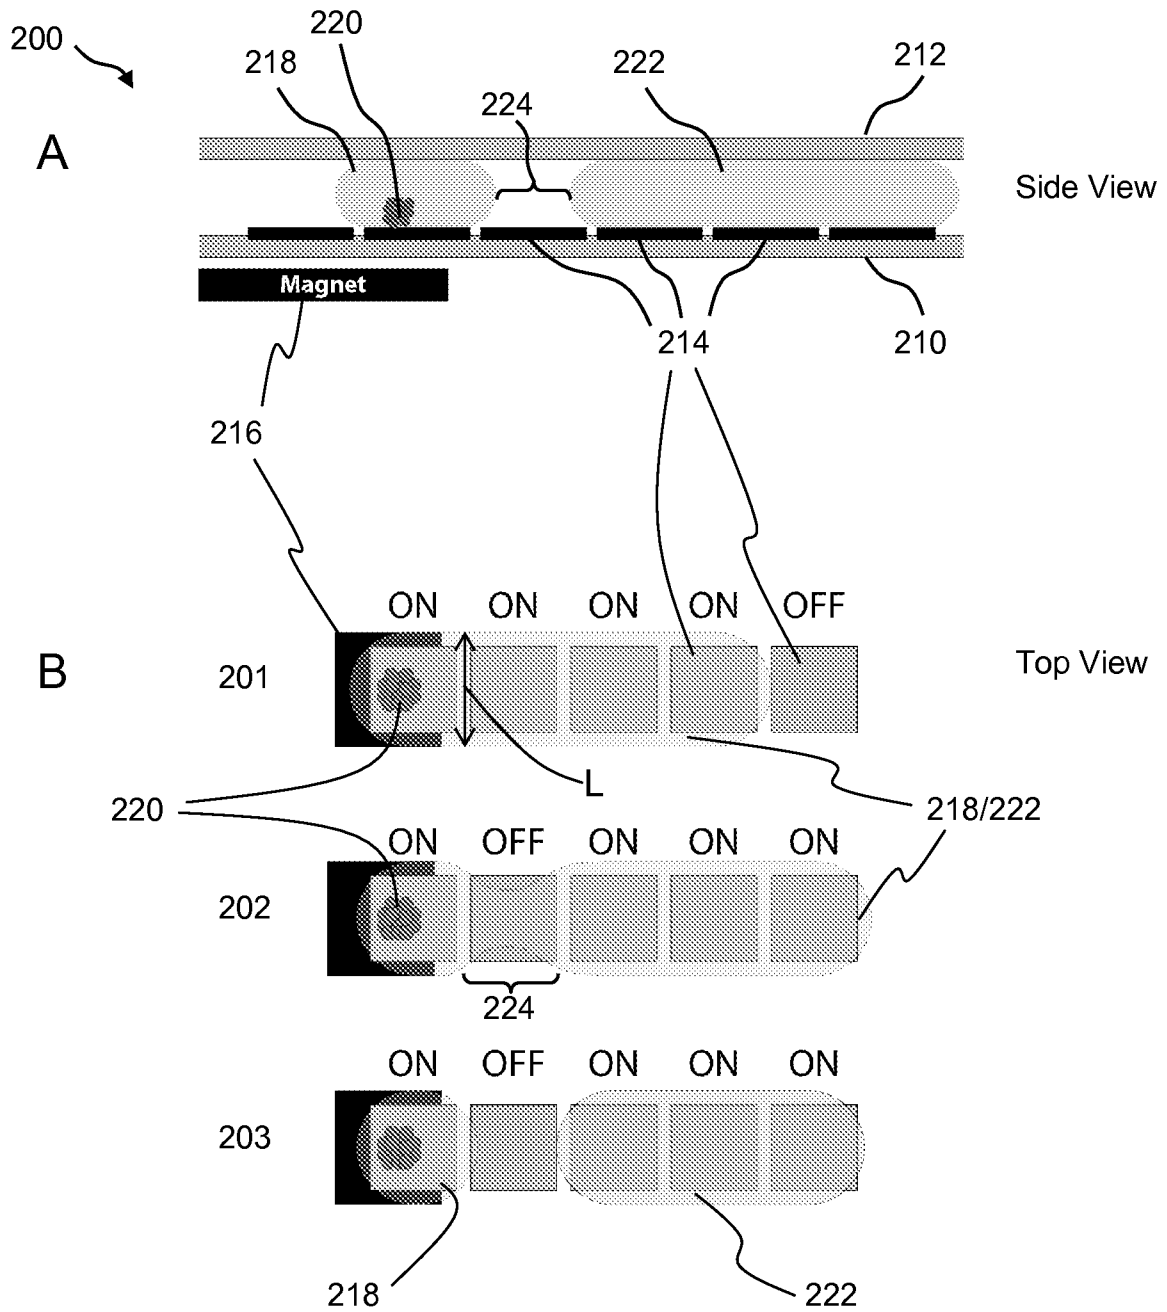 200
220
218
222
212
224
A
Side View
Magnet
214
210
216
ON ON ON ON OFF
B
201
Top View
L
220
218/222
ON OFF ON ON ON
202
224
ON OFF ON ON ON
203
218
222